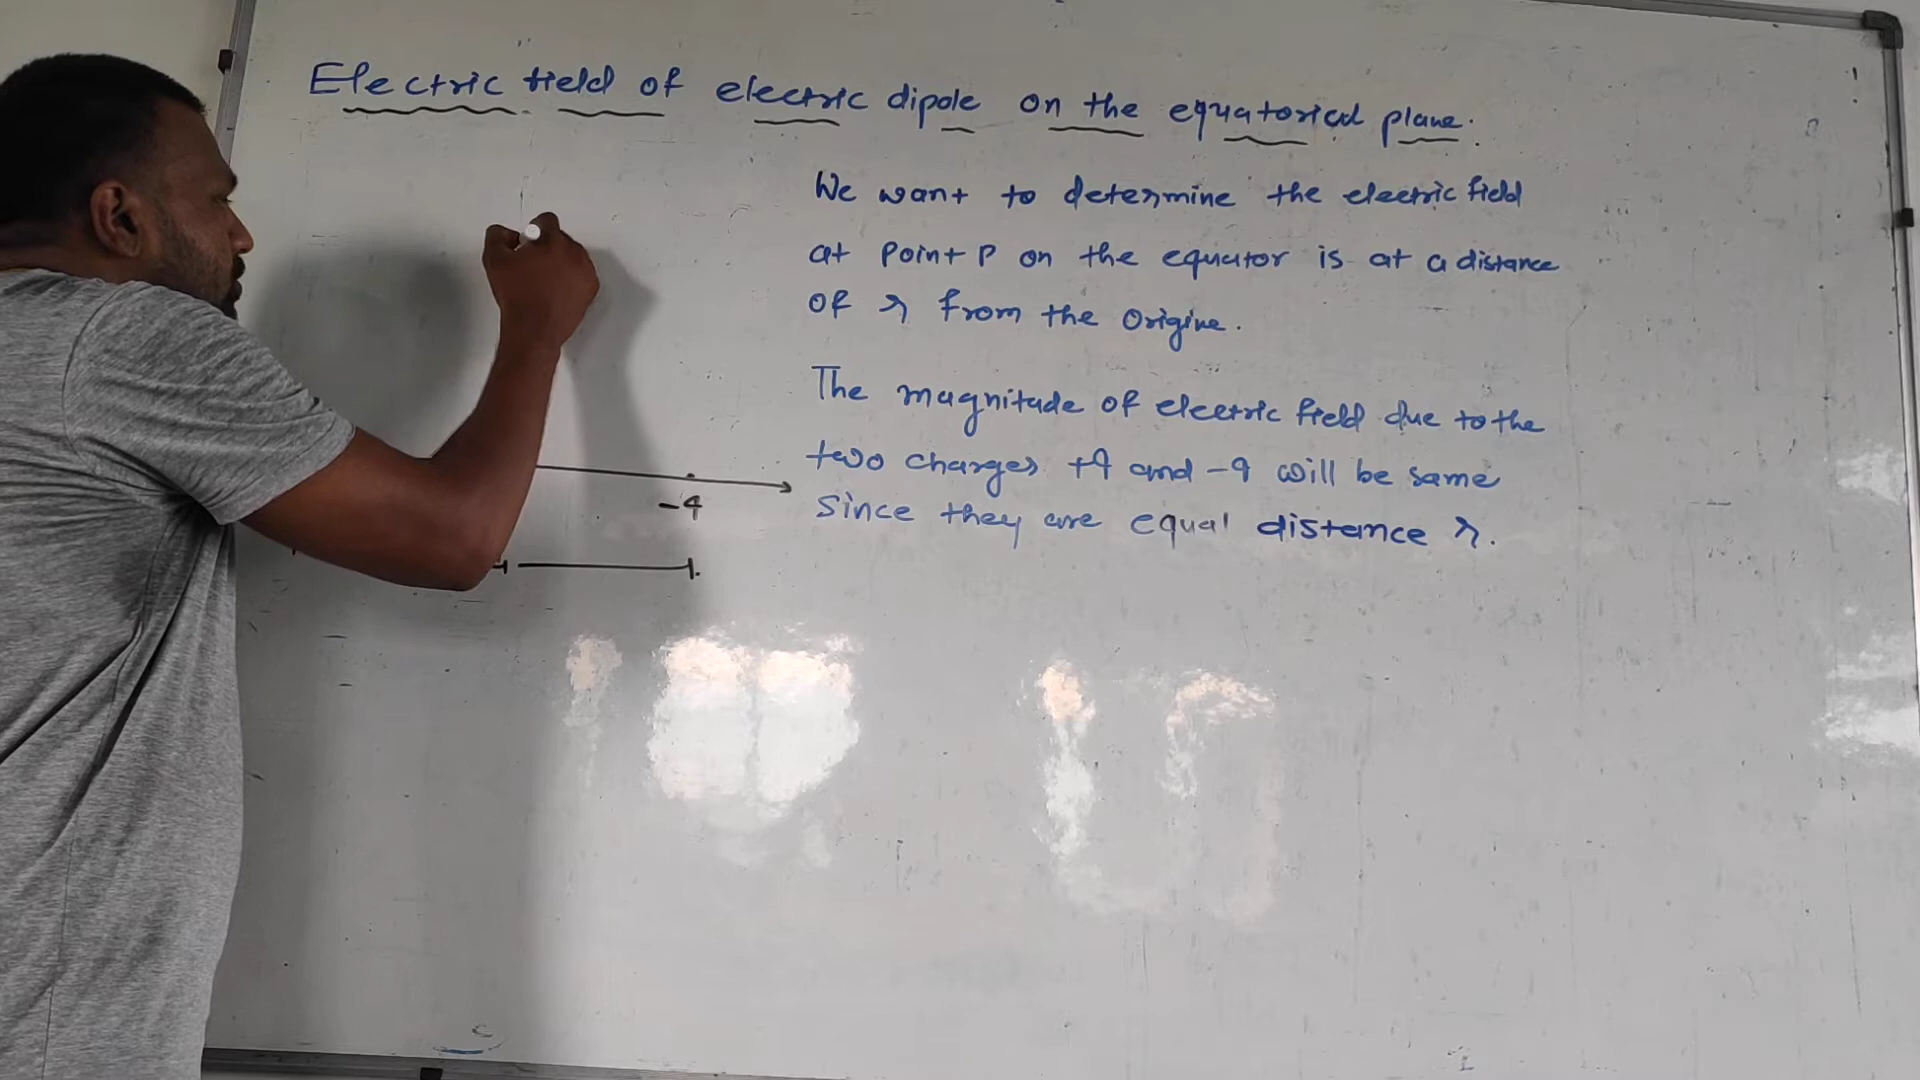 Electric field of electric dipole on the equatorical plane.
We want to determine the electric field
at point P on the equator is at a distance
of r from the Origine.
The magnitude of electric field due to the
two charges +q and -q will be same
since they are equal distance r.
-q